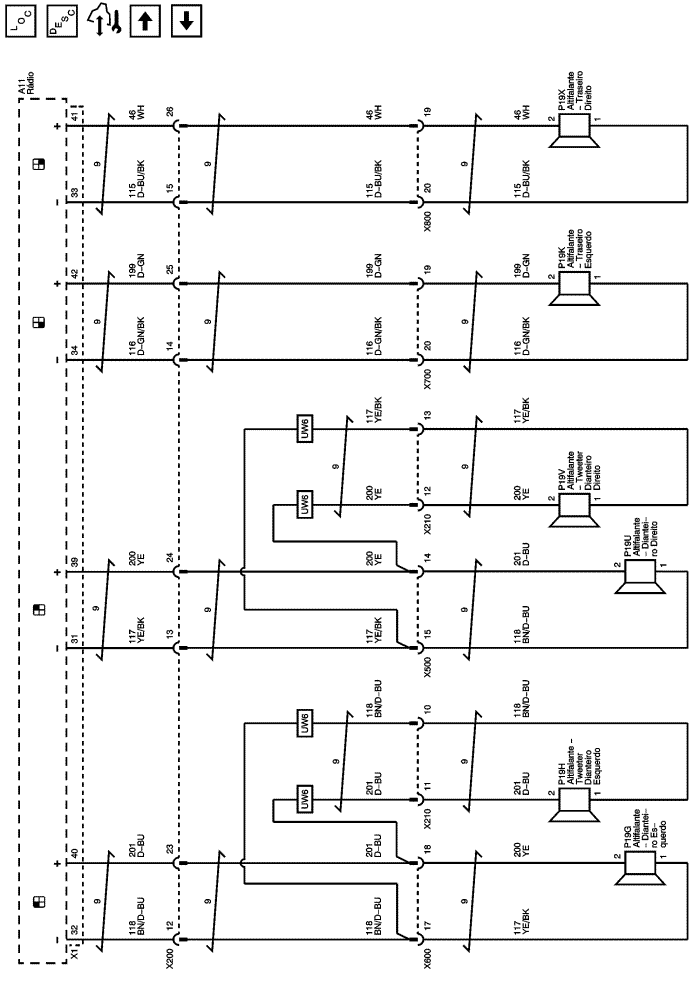 LOC
DESC
A11
Rádio
X1
41
+
46
WH
26
46
WH
19
46
WH
2
P19X
Altifalante
– Traseiro
Direito
1
33
–
9
115
D–BU/BK
15
9
115
D–BU/BK
20
X800
9
115
D–BU/BK
42
+
199
D–GN
25
199
D–GN
19
199
D–GN
2
P19K
Altifalante
– Traseiro
Esquerdo
1
34
–
9
116
D–GN/BK
14
9
116
D–GN/BK
20
X700
9
116
D–GN/BK
UW6
117
YE/BK
13
117
YE/BK
9
9
UW6
200
YE
12
X210
200
YE
2
P19V
Altifalante
– Tweeter
Dianteiro
Direito
1
39
+
200
YE
24
200
YE
14
201
D–BU
2
P19U
Altifalante
– Diantei–
ro Direito
1
31
–
9
117
YE/BK
13
9
117
YE/BK
15
X500
9
118
BN/D–BU
UW6
118
BN/D–BU
10
118
BN/D–BU
9
9
UW6
201
D–BU
11
X210
201
D–BU
2
P19H
Altifalante –
Tweeter
Dianteiro
Esquerdo
1
40
+
201
D–BU
23
201
D–BU
18
200
YE
2
P19G
Altifalante
– Diantei–
ro Es–
querdo
1
32
–
9
118
BN/D–BU
12
X200
9
118
BN/D–BU
17
X600
9
117
YE/BK